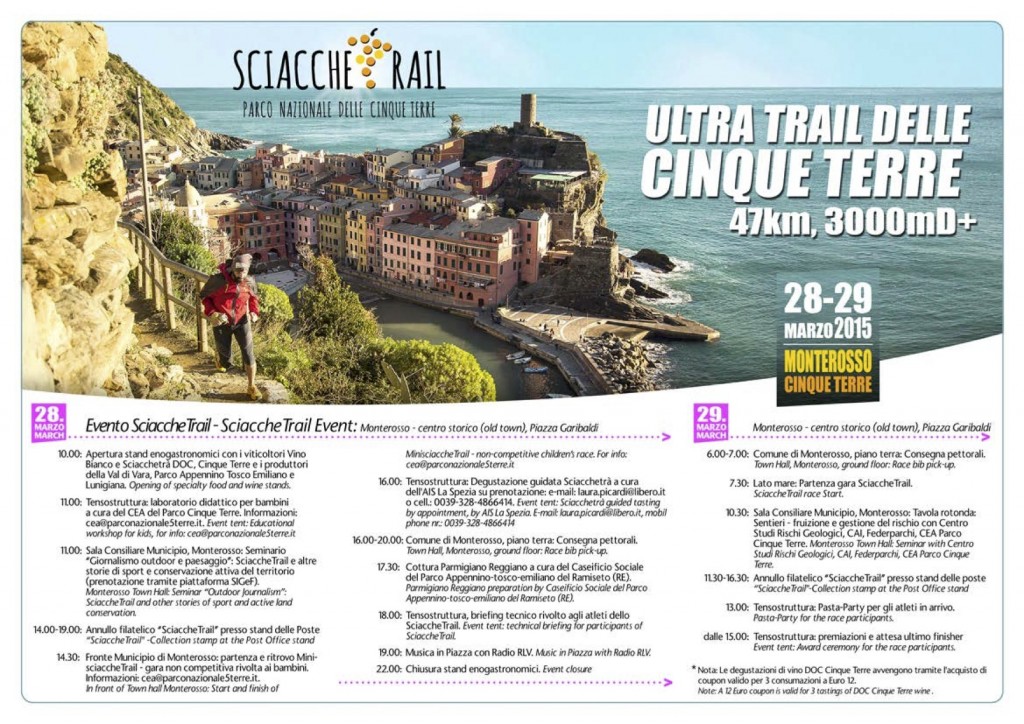 SCIACCHETRAIL
PARCO NAZIONALE DELLE CINQUE TERRE
ULTRA TRAIL DELLE
CINQUE TERRE
47km, 3000mD+
28-29
MARZO 2015
MONTEROSSO
CINQUE TERRE
28.
MARZO
MARCH
Evento SciaccheTrail - SciaccheTrail Event: Monterosso - centro storico (old town), Piazza Garibaldi
10.00: Apertura stand enogastronomici con i viticoltori Vino
Bianco e Sciacchetrà DOC, Cinque Terre e i produttori
della Val di Vara, Parco Appennino Tosco Emiliano e
Lunigiana. Opening of specialty food and wine stands.
11.00: Tensostruttura: laboratorio didattico per bambini
a cura del CEA del Parco Cinque Terre. Informazioni:
cea@parconazionale5terre.it. Event tent: Educational
workshop for kids, for info: cea@parconazionale5terre.it
11.00: Sala Consiliare Municipio, Monterosso: Seminario
"Giornalismo outdoor e paesaggio": SciaccheTrail e altre
storie di sport e conservazione attiva del territorio
(prenotazione tramite piattaforma SIGeF).
Monterosso Town Hall: Seminar "Outdoor Journalism":
SciaccheTrail and other stories of sport and active land
conservation.
14.00-19.00: Annullo filatelico "SciaccheTrail" presso stand delle Poste
"SciaccheTrail" -Collection stamp at the Post Office stand
14.30: Fronte Municipio di Monterosso: partenza e ritrovo Mini-
sciaccheTrail - gara non competitiva rivolta ai bambini.
Informazioni: cea@parconazionale5terre.it.
In front of Town hall Monterosso: Start and finish of
MinisciaccheTrail - non-competitive children's race. For info:
cea@parconazionale5terre.it
16.00: Tensostruttura: Degustazione guidata Sciacchetrà a cura
dell'AIS La Spezia su prenotazione: e-mail: laura.picardi@libero.it
o cell.: 0039-328-4866414. Event tent: Sciacchetrà guided tasting
by appointment, by AIS La Spezia. E-mail: laura.picardi@libero.it, mobil
phone nr.: 0039-328-4866414
16.00-20.00: Comune di Monterosso, piano terra: Consegna pettorali.
Town Hall, Monterosso, ground floor: Race bib pick-up.
17.30: Cottura Parmigiano Reggiano a cura del Caseificio Sociale
del Parco Appennino-tosco-emiliano del Ramiseto (RE).
Parmigiano Reggiano preparation by Caseificio Sociale del Parco
Appennino-tosco-emiliano del Ramiseto (RE).
18.00: Tensostruttura, briefing tecnico rivolto agli atleti dello
SciaccheTrail. Event tent: technical briefing for participants of
SciaccheTrail.
19.00: Musica in Piazza con Radio RLV. Music in Piazza with Radio RLV.
22.00: Chiusura stand enogastronomici. Event closure
29.
MARZO
MARCH
Monterosso - centro storico (old town), Piazza Garibaldi
6.00-7.00: Comune di Monterosso, piano terra: Consegna pettorali.
Town Hall, Monterosso, ground floor: Race bib pick-up.
7.30: Lato mare: Partenza gara SciaccheTrail.
SciaccheTrail race Start.
10.30: Sala Consiliare Municipio, Monterosso: Tavola rotonda:
Sentieri - fruizione e gestione del rischio con Centro
Studi Rischi Geologici, CAI, Federparchi, CEA Parco
Cinque Terre. Monterosso Town Hall: Seminar with Centro
Studi Rischi Geologici, CAI, Federparchi, CEA Parco Cinque
Terre.
11.30-16.30: Annullo filatelico "SciaccheTrail" presso stand delle poste
"SciaccheTrail"-Collection stamp at the Post Office stand
13.00: Tensostruttura: Pasta-Party per gli atleti in arrivo.
Pasta-Party for the race participants.
dalle 15.00: Tensostruttura: premiazioni e attesa ultimo finisher
Event tent: Award ceremony for the race participants.
* Nota: Le degustazioni di vino DOC Cinque Terre avvengono tramite l'acquisto di
coupon valido per 3 consumazioni a Euro 12.
Note: A 12 Euro coupon is valid for 3 tastings of DOC Cinque Terre wine .